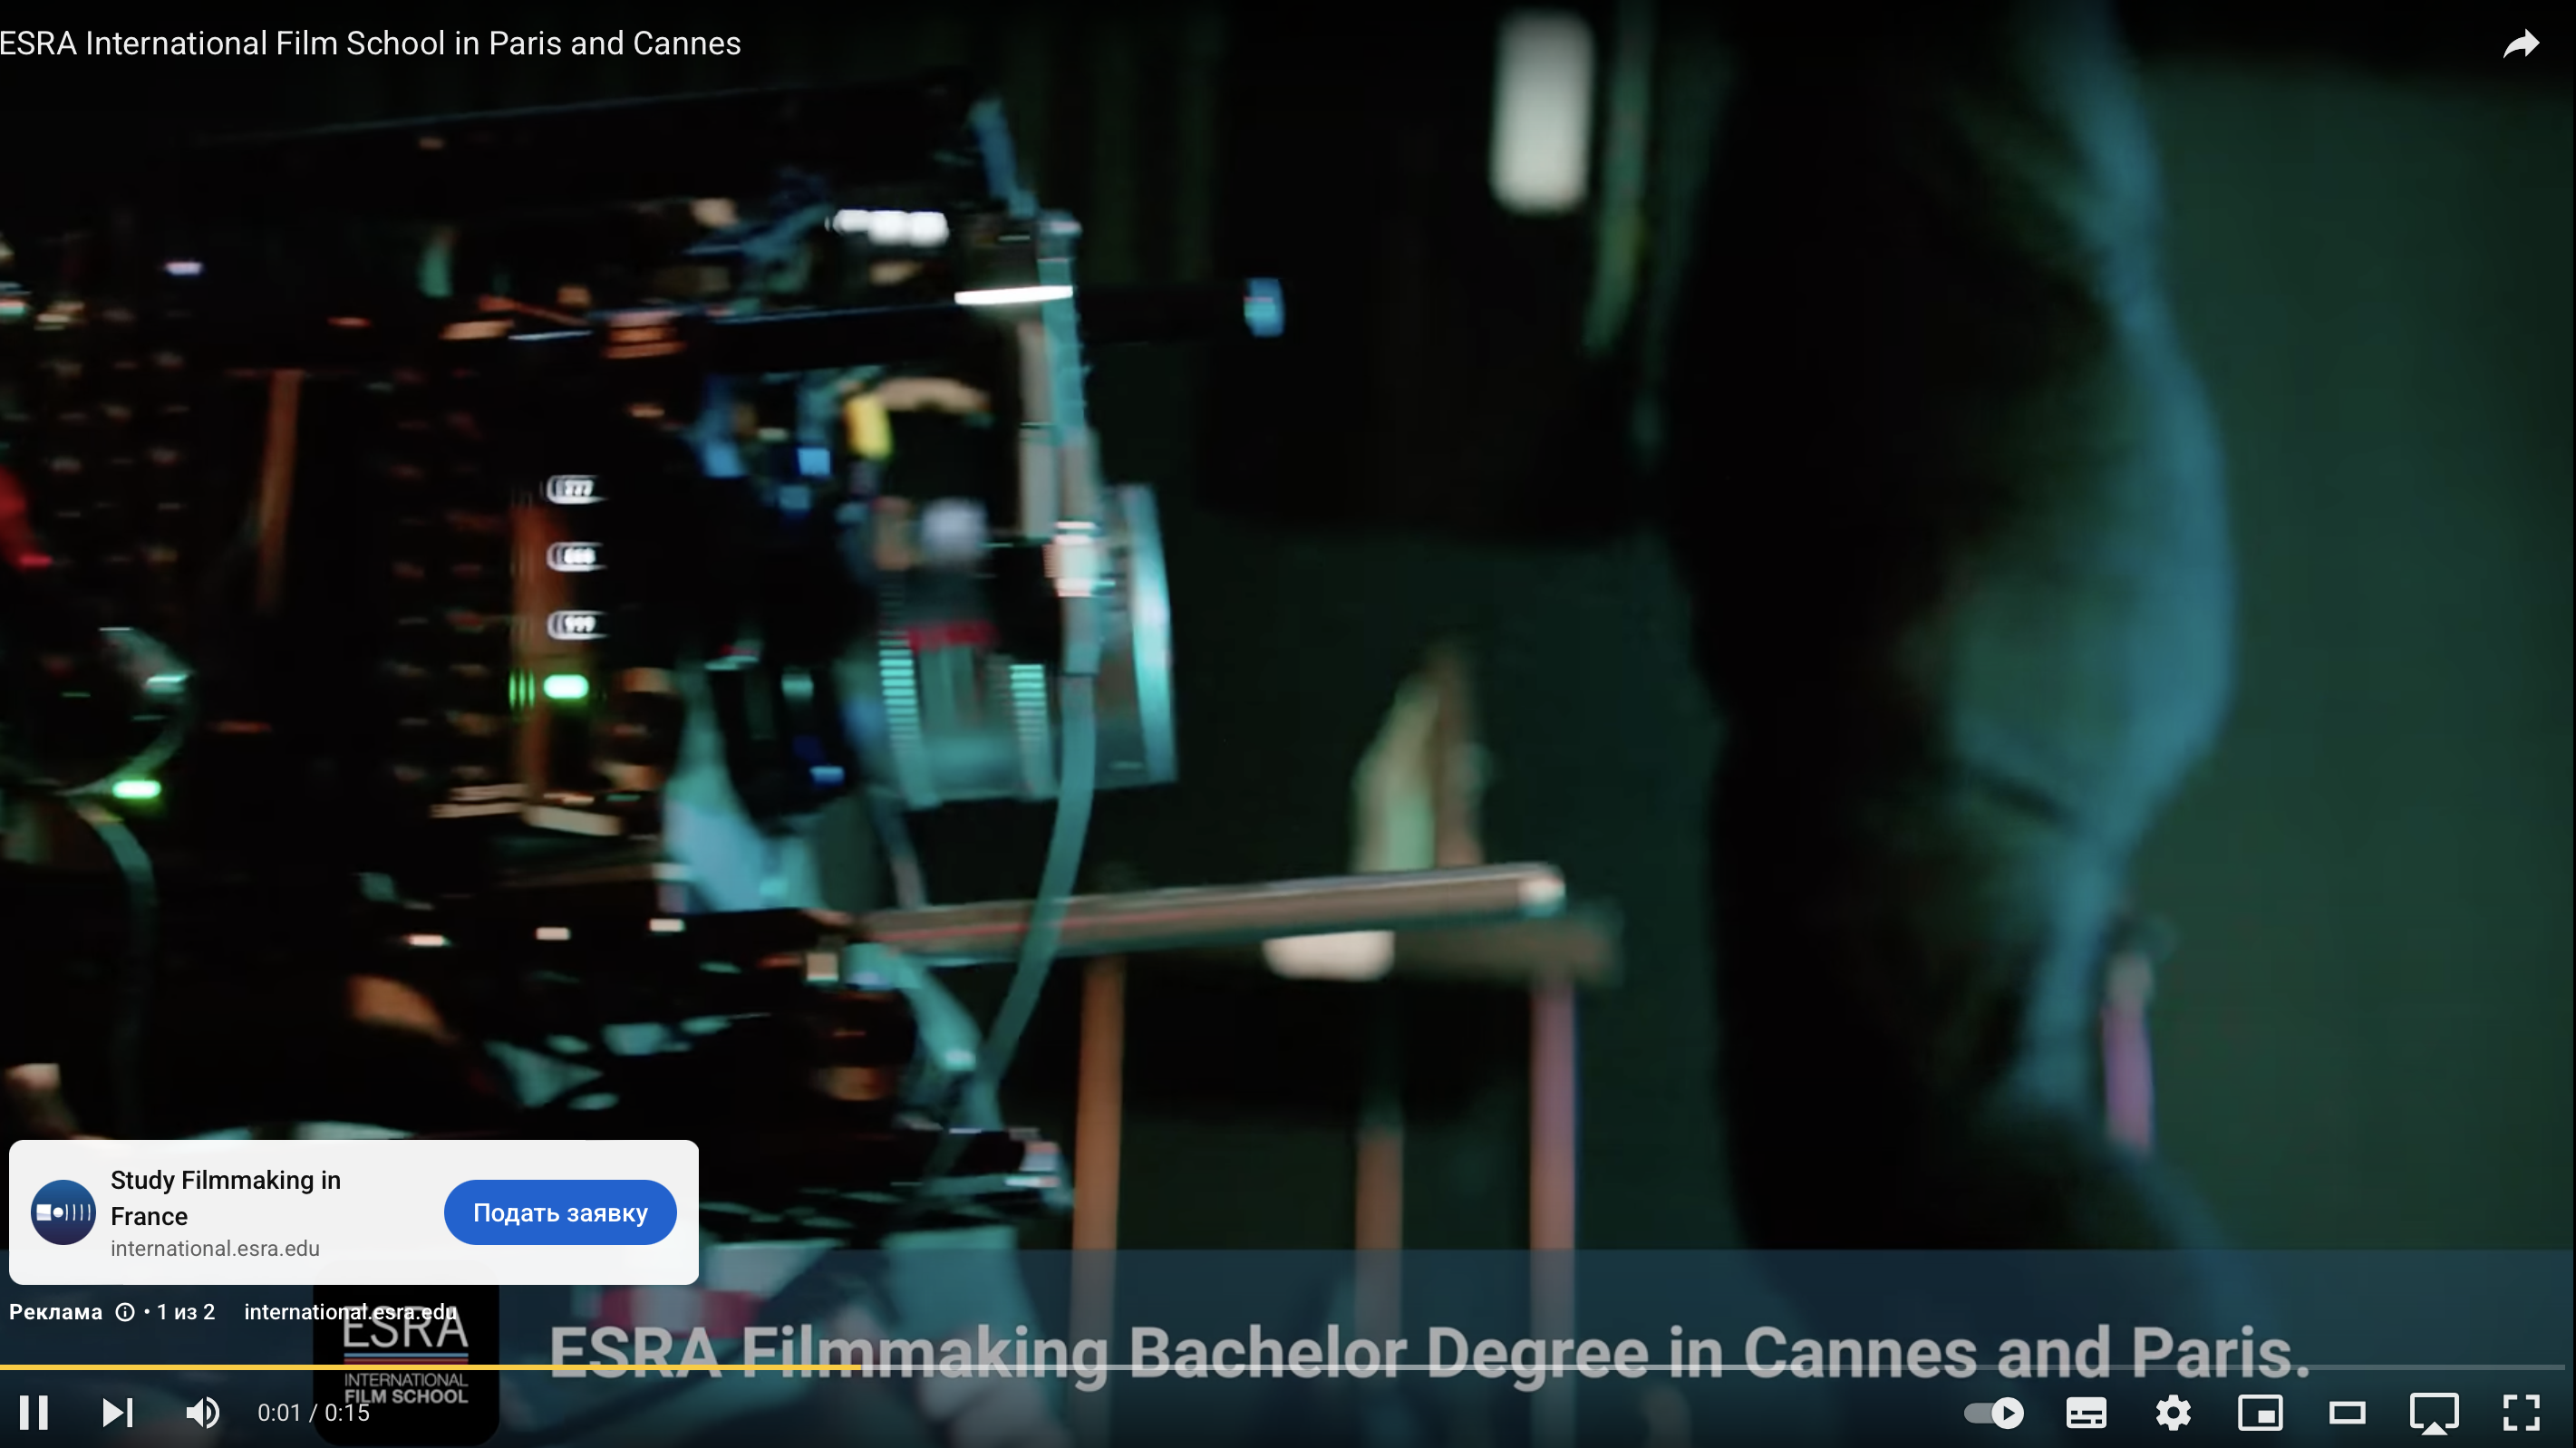 ESRA International Film School in Paris and Cannes
Study Filmmaking in
France
international.esra.edu
Подать заявку
Реклама • 1 из 2 international.esra.edu
ESRA
INTERNATIONAL
FILM SCHOOL
ESRA Filmmaking Bachelor Degree in Cannes and Paris.
0:01 / 0:15